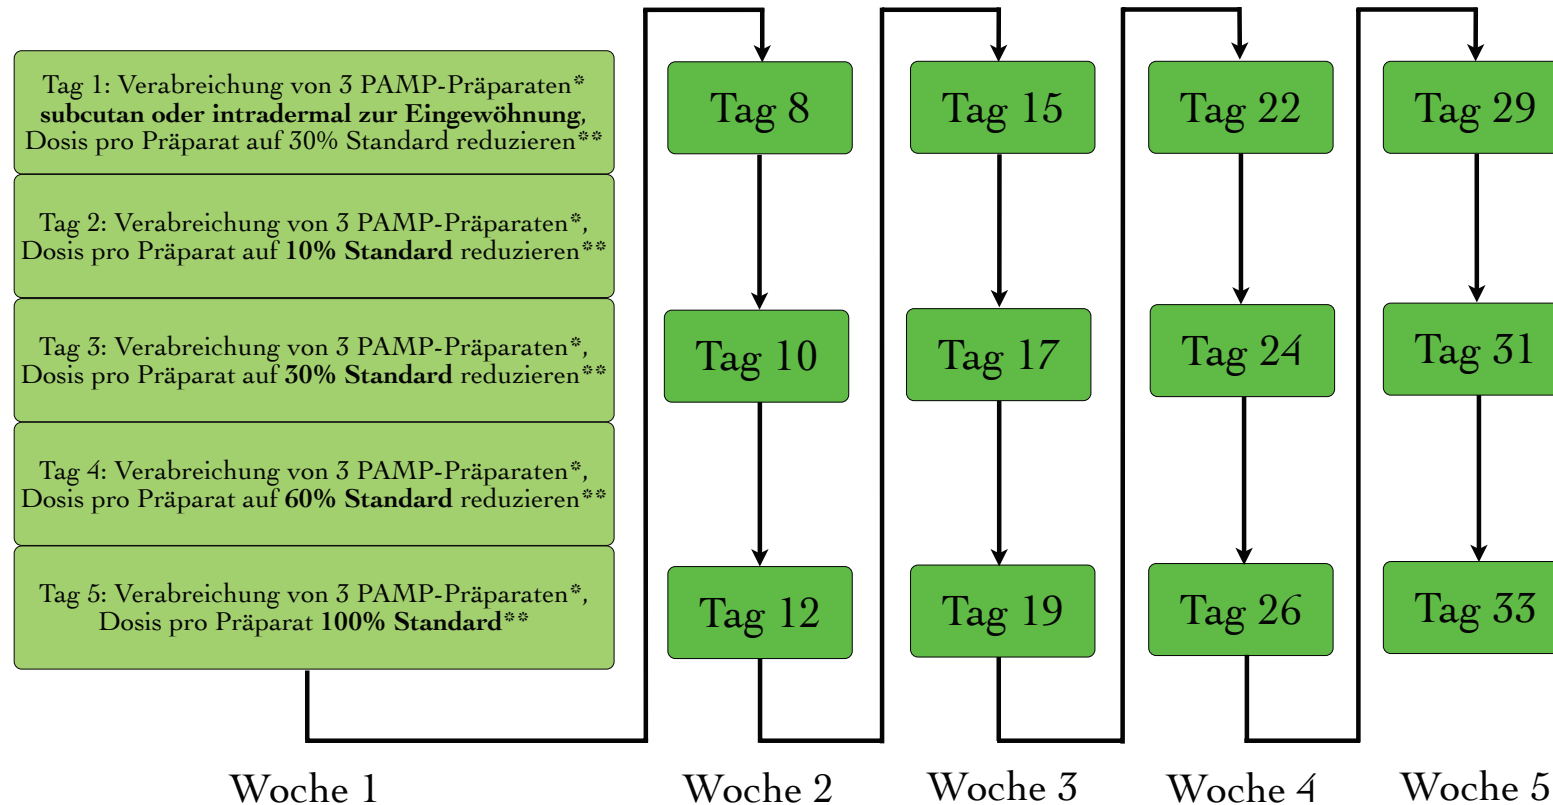 Tag 1: Verabreichung von 3 PAMP-Präparaten*
subcutan oder intradermal zur Eingewöhnung,
Dosis pro Präparat auf 30% Standard reduzieren**
Tag 2: Verabreichung von 3 PAMP-Präparaten*,
Dosis pro Präparat auf 10% Standard reduzieren**
Tag 3: Verabreichung von 3 PAMP-Präparaten*,
Dosis pro Präparat auf 30% Standard reduzieren**
Tag 4: Verabreichung von 3 PAMP-Präparaten*,
Dosis pro Präparat auf 60% Standard reduzieren**
Tag 5: Verabreichung von 3 PAMP-Präparaten*,
Dosis pro Präparat 100% Standard**
Woche 1
Tag 8
Tag 10
Tag 12
Woche 2
Tag 15
Tag 17
Tag 19
Woche 3
Tag 22
Tag 24
Tag 26
Woche 4
Tag 29
Tag 31
Tag 33
Woche 5